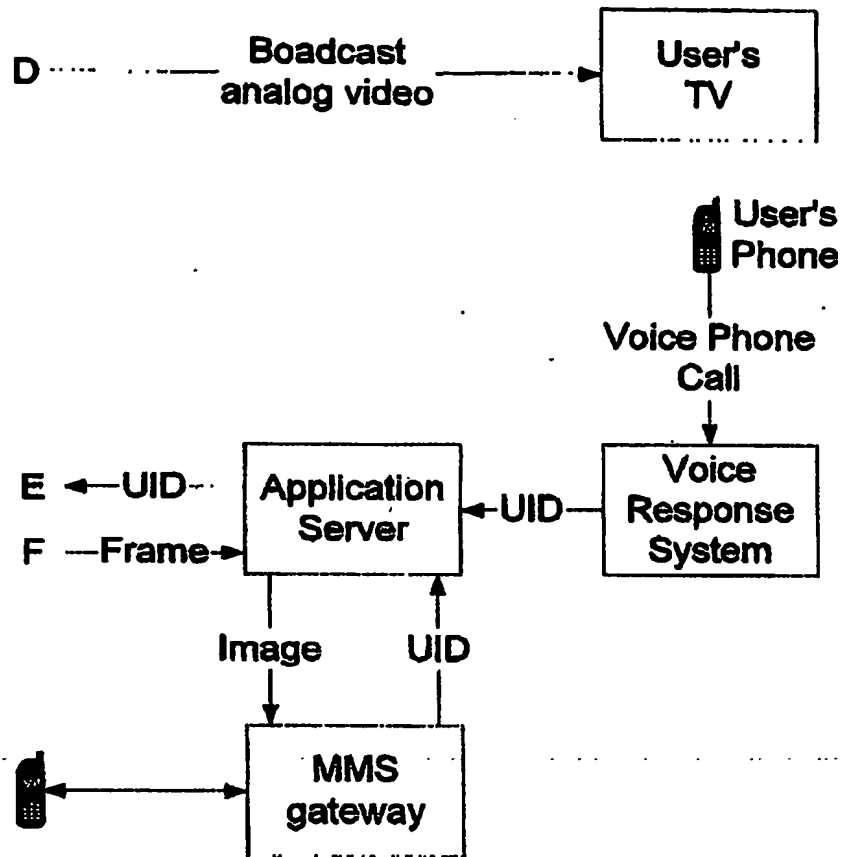 D
Boadcast
analog video
User's
TV
User's
Phone
Voice Phone
Call
E
UID
Application
Server
UID
Voice
Response
System
F
Frame
Image
UID
MMS
gateway